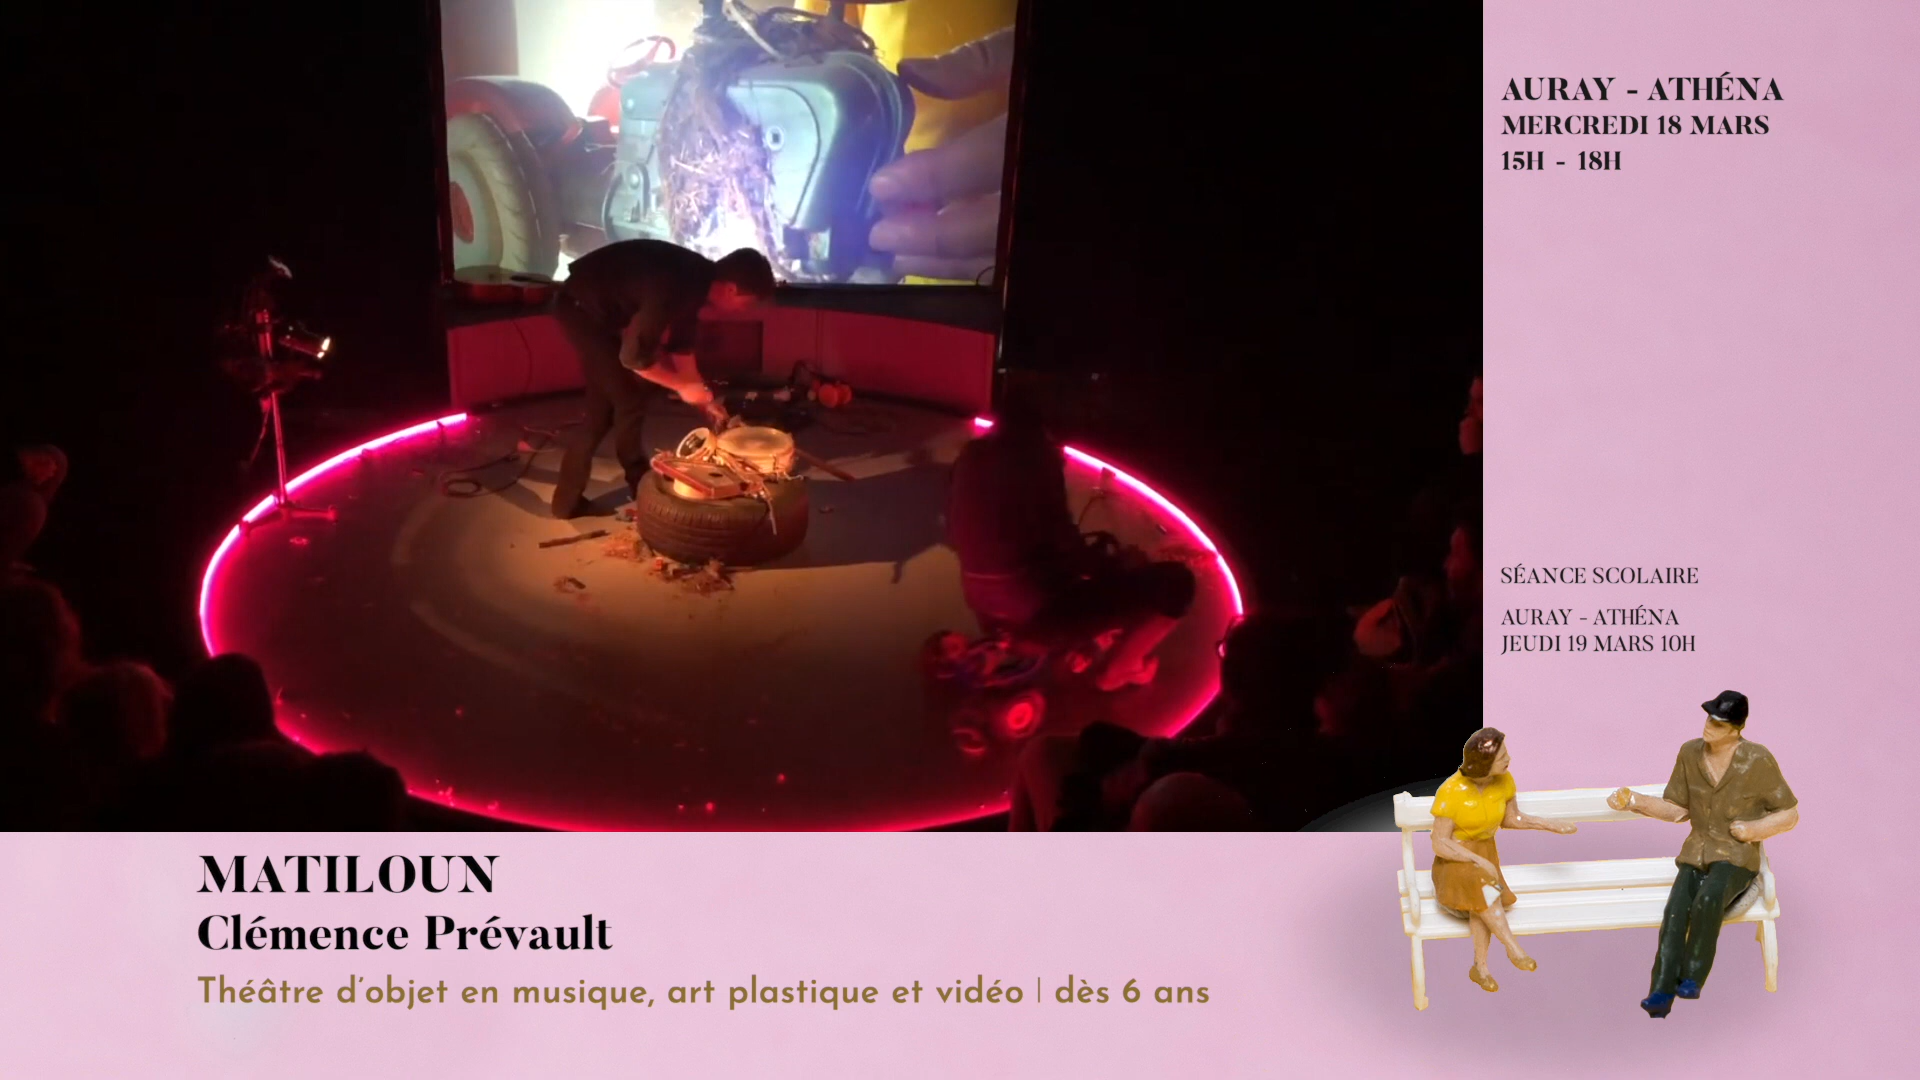 AURAY - ATHÉNA
MERCREDI 18 MARS
15H - 18H
SÉANCE SCOLAIRE
AURAY - ATHÉNA
JEUDI 19 MARS 10H
MATILOUN
Clémence Prévault
Théâtre d'objet en musique, art plastique et vidéo | dès 6 ans